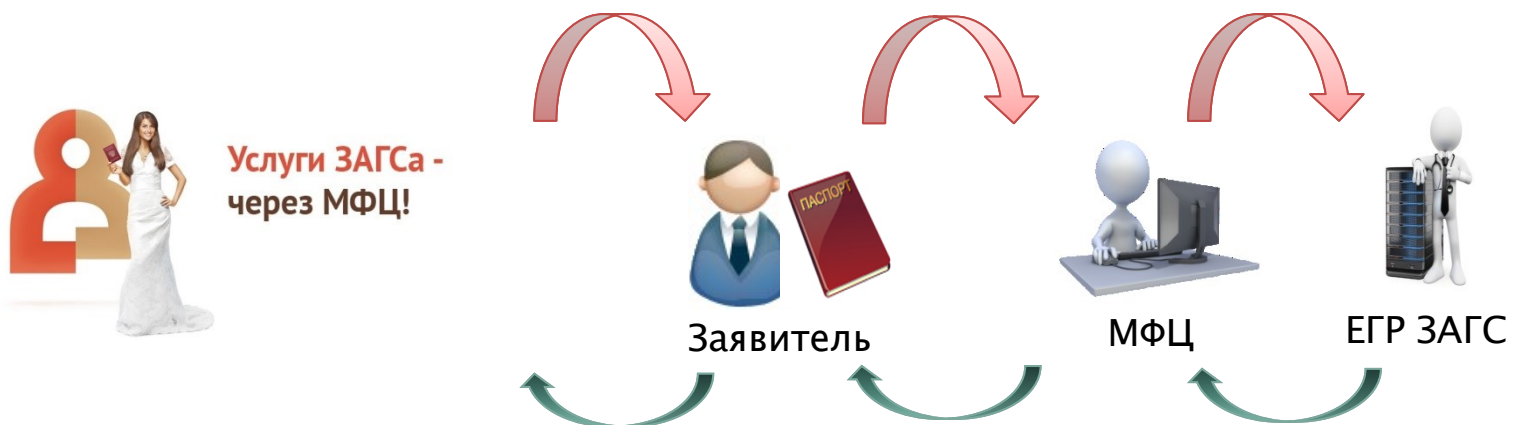 Услуги ЗАГСа -
через МФЦ!
ПАСПОРТ
Заявитель
МФЦ
ЕГР ЗАГС